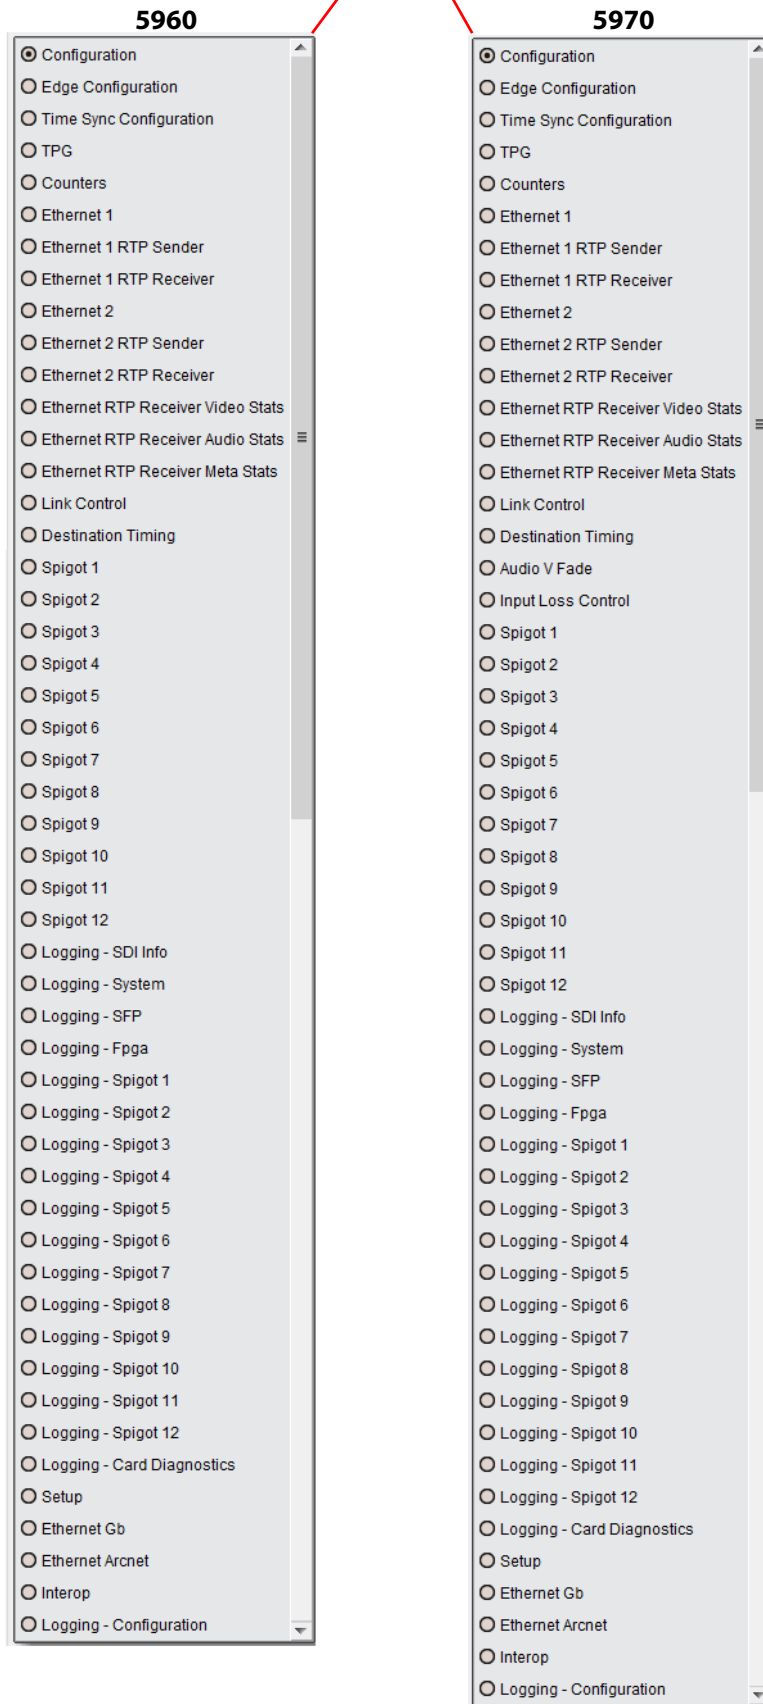 5960
Configuration
Edge Configuration
Time Sync Configuration
TPG
Counters
Ethernet 1
Ethernet 1 RTP Sender
Ethernet 1 RTP Receiver
Ethernet 2
Ethernet 2 RTP Sender
Ethernet 2 RTP Receiver
Ethernet RTP Receiver Video Stats
Ethernet RTP Receiver Audio Stats
Ethernet RTP Receiver Meta Stats
Link Control
Destination Timing
Spigot 1
Spigot 2
Spigot 3
Spigot 4
Spigot 5
Spigot 6
Spigot 7
Spigot 8
Spigot 9
Spigot 10
Spigot 11
Spigot 12
Logging - SDI Info
Logging - System
Logging - SFP
Logging - Fpga
Logging - Spigot 1
Logging - Spigot 2
Logging - Spigot 3
Logging - Spigot 4
Logging - Spigot 5
Logging - Spigot 6
Logging - Spigot 7
Logging - Spigot 8
Logging - Spigot 9
Logging - Spigot 10
Logging - Spigot 11
Logging - Spigot 12
Logging - Card Diagnostics
Setup
Ethernet Gb
Ethernet Arcnet
Interop
Logging - Configuration
5970
Configuration
Edge Configuration
Time Sync Configuration
TPG
Counters
Ethernet 1
Ethernet 1 RTP Sender
Ethernet 1 RTP Receiver
Ethernet 2
Ethernet 2 RTP Sender
Ethernet 2 RTP Receiver
Ethernet RTP Receiver Video Stats
Ethernet RTP Receiver Audio Stats
Ethernet RTP Receiver Meta Stats
Link Control
Destination Timing
Audio V Fade
Input Loss Control
Spigot 1
Spigot 2
Spigot 3
Spigot 4
Spigot 5
Spigot 6
Spigot 7
Spigot 8
Spigot 9
Spigot 10
Spigot 11
Spigot 12
Logging - SDI Info
Logging - System
Logging - SFP
Logging - Fpga
Logging - Spigot 1
Logging - Spigot 2
Logging - Spigot 3
Logging - Spigot 4
Logging - Spigot 5
Logging - Spigot 6
Logging - Spigot 7
Logging - Spigot 8
Logging - Spigot 9
Logging - Spigot 10
Logging - Spigot 11
Logging - Spigot 12
Logging - Card Diagnostics
Setup
Ethernet Gb
Ethernet Arcnet
Interop
Logging - Configuration